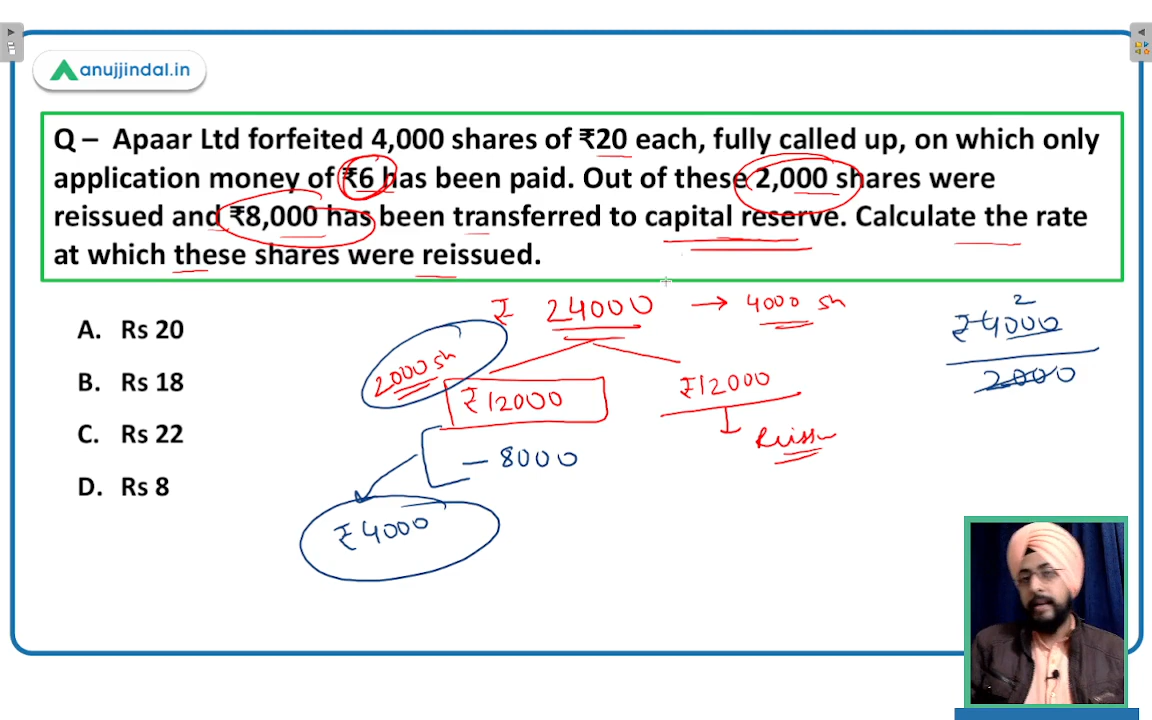 anujjindal.in
Q – Apaar Ltd forfeited 4,000 shares of ₹20 each, fully called up, on which only
application money of ₹6 has been paid. Out of these 2,000 shares were
reissued and ₹8,000 has been transferred to capital reserve. Calculate the rate
at which these shares were reissued.
A. Rs 20
B. Rs 18
C. Rs 22
D. Rs 8
₹ 24000 → 4000 sh
2000 sh
₹12000
₹12000
Reissu
– 8000
₹4000
2
₹4000
2000